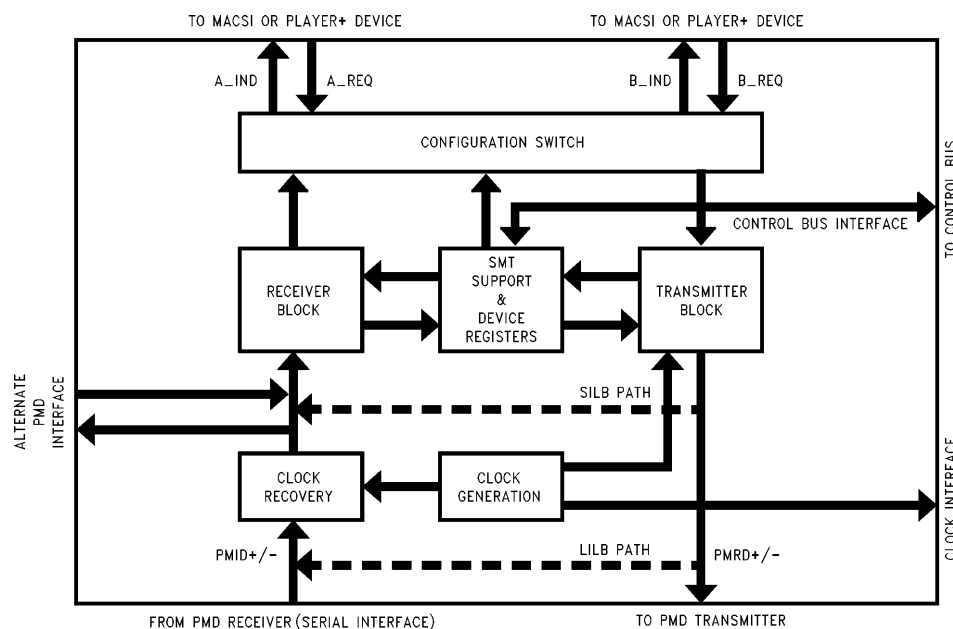 TO MACSI OR PLAYER+ DEVICE
TO MACSI OR PLAYER+ DEVICE
A_IND
A_REQ
B_IND
B_REQ
CONFIGURATION SWITCH
TO CONTROL BUS
CONTROL BUS INTERFACE
RECEIVER
BLOCK
SMT
SUPPORT
&
DEVICE
REGISTERS
TRANSMITTER
BLOCK
ALTERNATE
PMD
INTERFACE
SILB PATH
CLOCK
RECOVERY
CLOCK
GENERATION
CLOCK INTERFACE
PMID+/-
LILB PATH
PMRD+/-
FROM PMD RECEIVER (SERIAL INTERFACE)
TO PMD TRANSMITTER